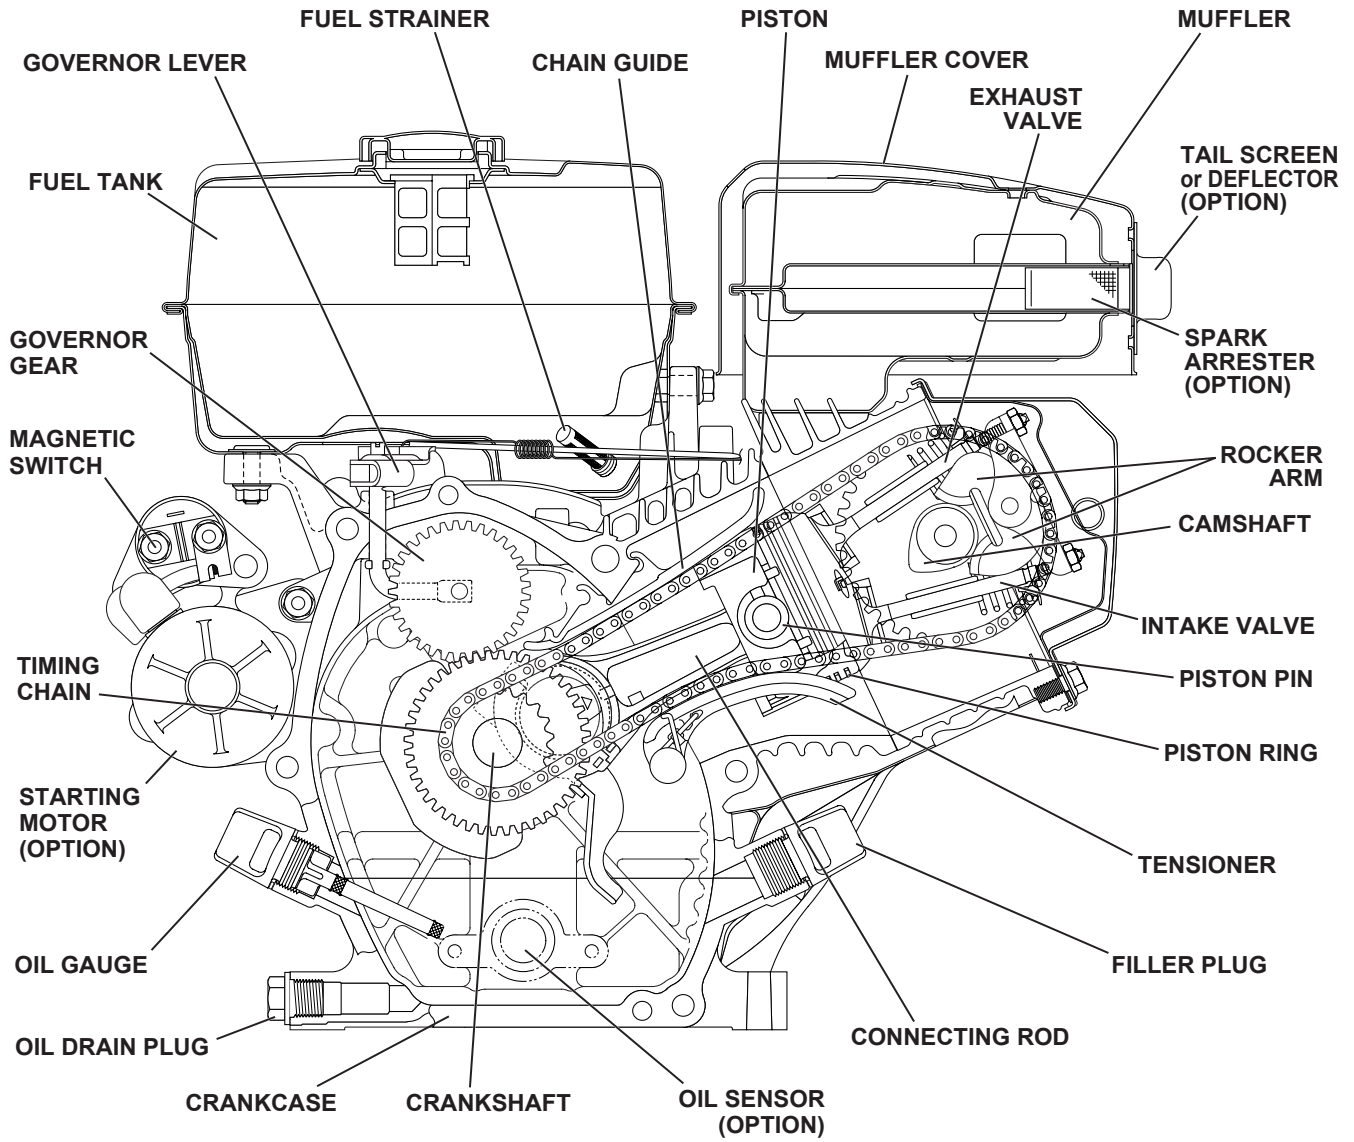 FUEL STRAINER
PISTON
MUFFLER
GOVERNOR LEVER
CHAIN GUIDE
MUFFLER COVER
EXHAUST
VALVE
TAIL SCREEN
or DEFLECTOR
(OPTION)
FUEL TANK
GOVERNOR
GEAR
SPARK
ARRESTER
(OPTION)
MAGNETIC
SWITCH
ROCKER
ARM
CAMSHAFT
INTAKE VALVE
TIMING
CHAIN
PISTON PIN
PISTON RING
STARTING
MOTOR
(OPTION)
TENSIONER
OIL GAUGE
FILLER PLUG
OIL DRAIN PLUG
CONNECTING ROD
CRANKCASE
CRANKSHAFT
OIL SENSOR
(OPTION)